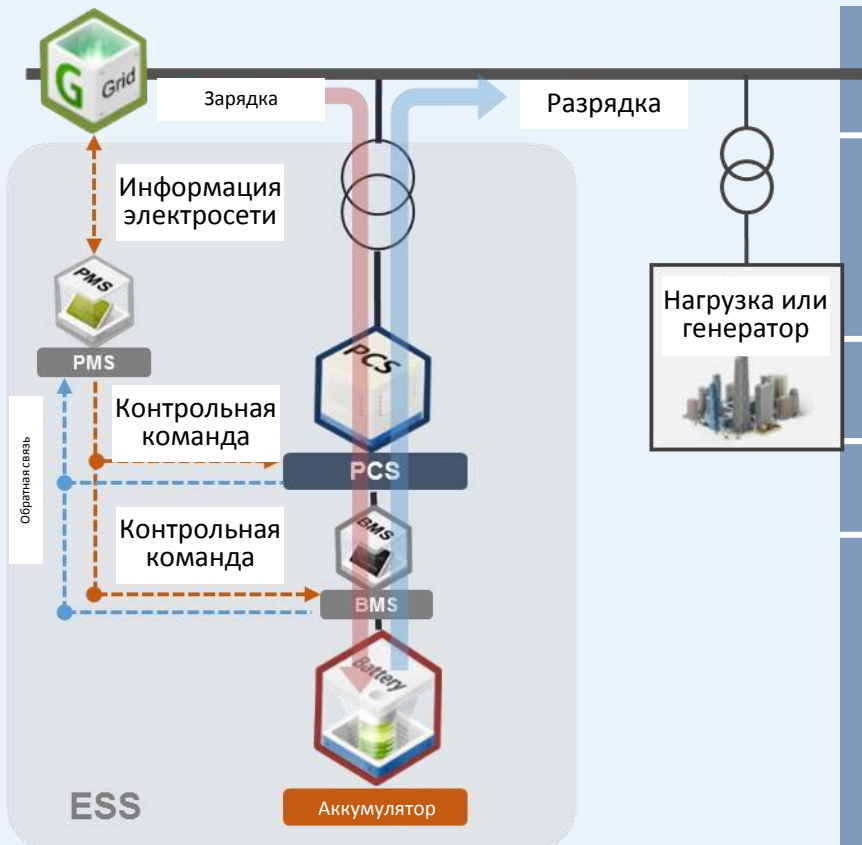 G
Grid
Зарядка
Разрядка
Информация
электросети
PMS
PMS
Нагрузка или
генератор
PCS
Контрольная
команда
PCS
Обратная связь
BMS
Контрольная
команда
BMS
Battery
ESS
Аккумулятор